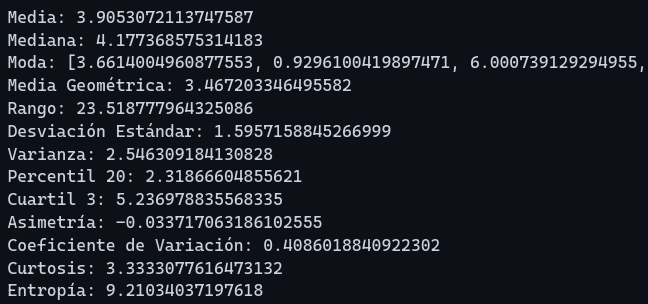 Media: 3.9053072113747587
Mediana: 4.177368575314183
Moda: [3.6614004960877553, 0.9296100419897471, 6.000739129294955,
Media Geométrica: 3.467203346495582
Rango: 23.518777964325086
Desviación Estándar: 1.5957158845266999
Varianza: 2.546309184130828
Percentil 20: 2.31866604855621
Cuartil 3: 5.236978835568335
Asimetría: -0.033717063186102555
Coeficiente de Variación: 0.4086018840922302
Curtosis: 3.3333077616473132
Entropía: 9.21034037197618